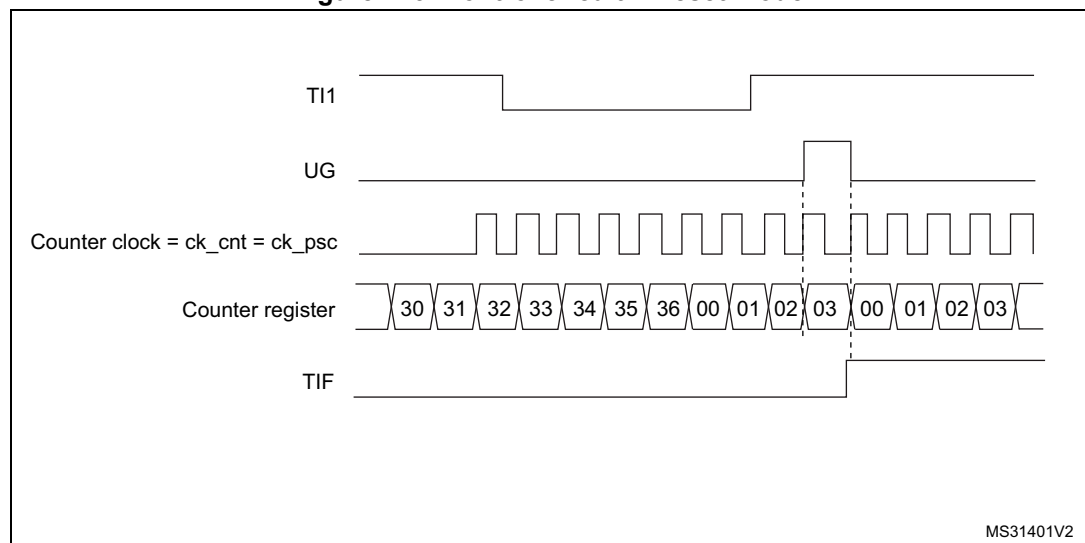 TI1
UG
Counter clock = ck_cnt = ck_psc
Counter register 30 31 32 33 34 35 36 00 01 02 03 00 01 02 03
TIF
MS31401V2